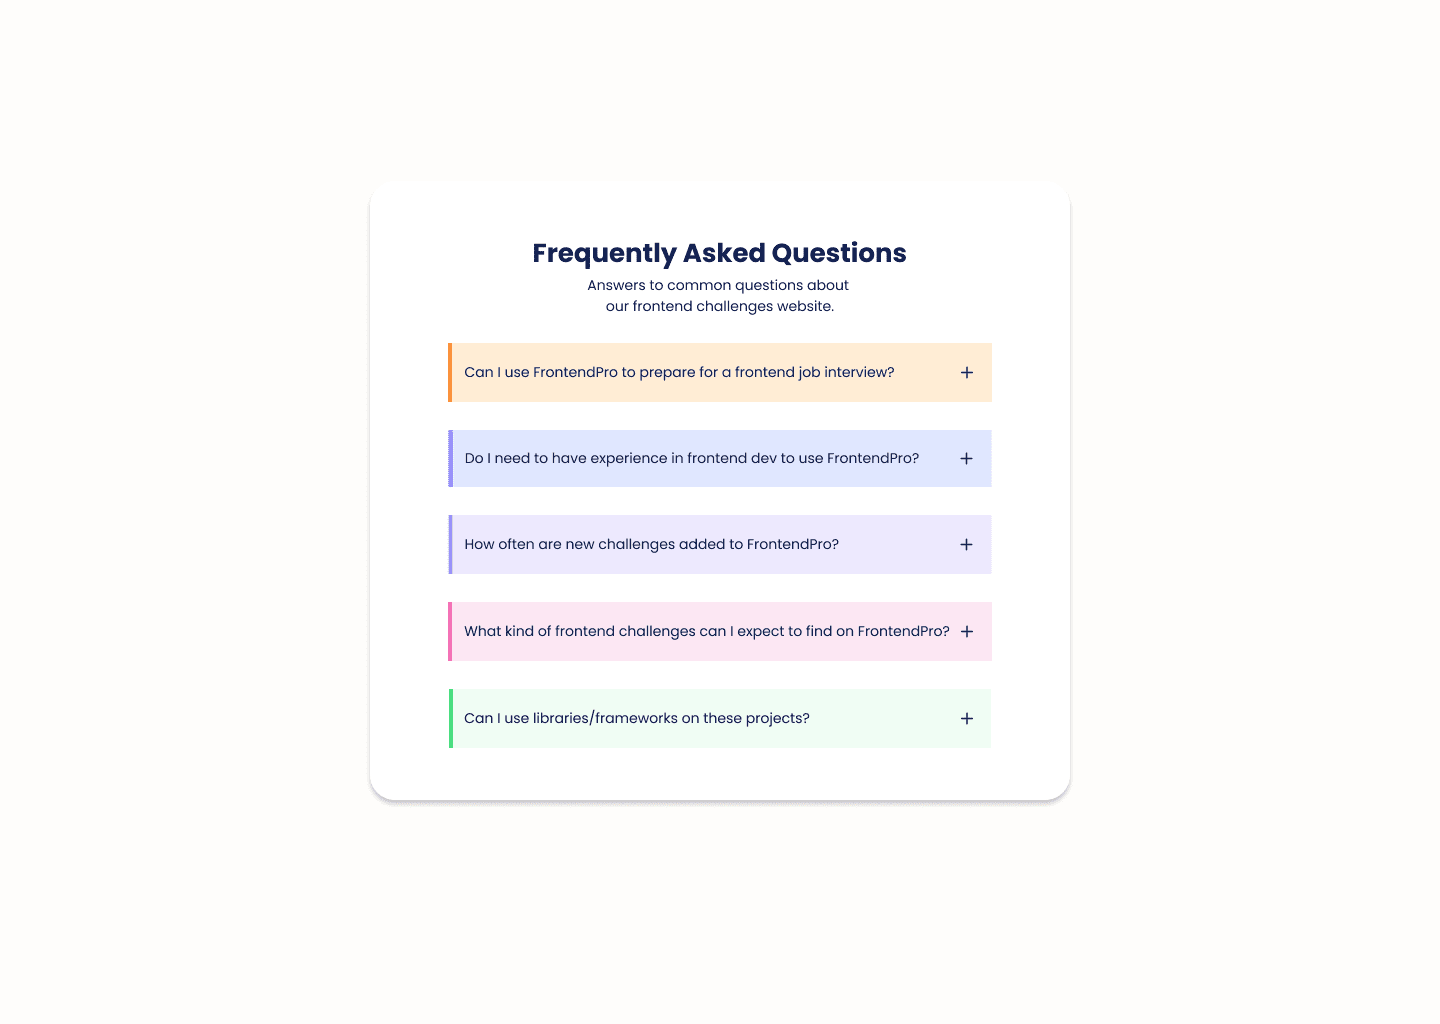 Frequently Asked Questions
Answers to common questions about
our frontend challenges website.
Can I use FrontendPro to prepare for a frontend job interview?
Do I need to have experience in frontend dev to use FrontendPro?
How often are new challenges added to FrontendPro?
What kind of frontend challenges can I expect to find on FrontendPro?
Can I use libraries/frameworks on these projects?